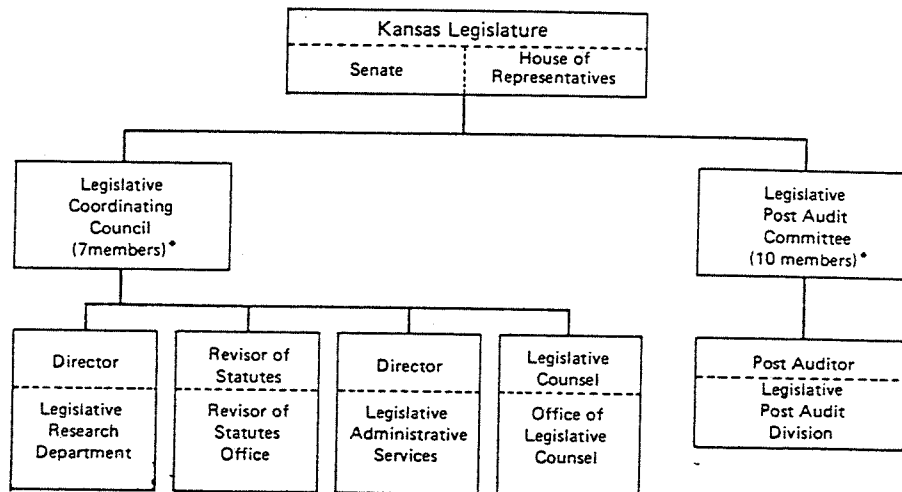 Kansas Legislature
Senate
House of
Representatives
Legislative
Coordinating
Council
(7members)*
Legislative
Post Audit
Committee
(10 members)*
Director
Legislative
Research
Department
Revisor of
Statutes
Revisor of
Statutes
Office
Director
Legislative
Administrative
Services
Legislative
Counsel
Office of
Legislative
Counsel
Post Auditor
Legislative
Post Audit
Division